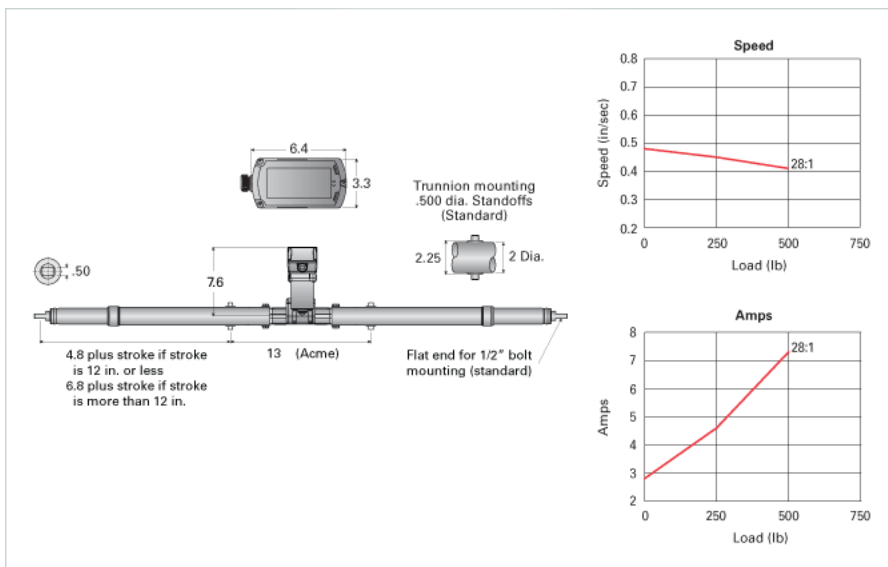 6.4
3.3
Trunnion mounting
.500 dia. Standoffs
(Standard)
2.25
2 Dia.
.50
7.6
4.8 plus stroke if stroke
is 12 in. or less
6.8 plus stroke if stroke
is more than 12 in.
13 (Acme)
Flat end for 1/2" bolt
mounting (standard)
Speed
Speed (in/sec)
0.8
0.7
0.6
0.5
0.4
0.3
0.2
28:1
0 250 500 750
Load (lb)
Amps
Amps
8
7
6
5
4
3
2
28:1
0 250 500 750
Load (lb)